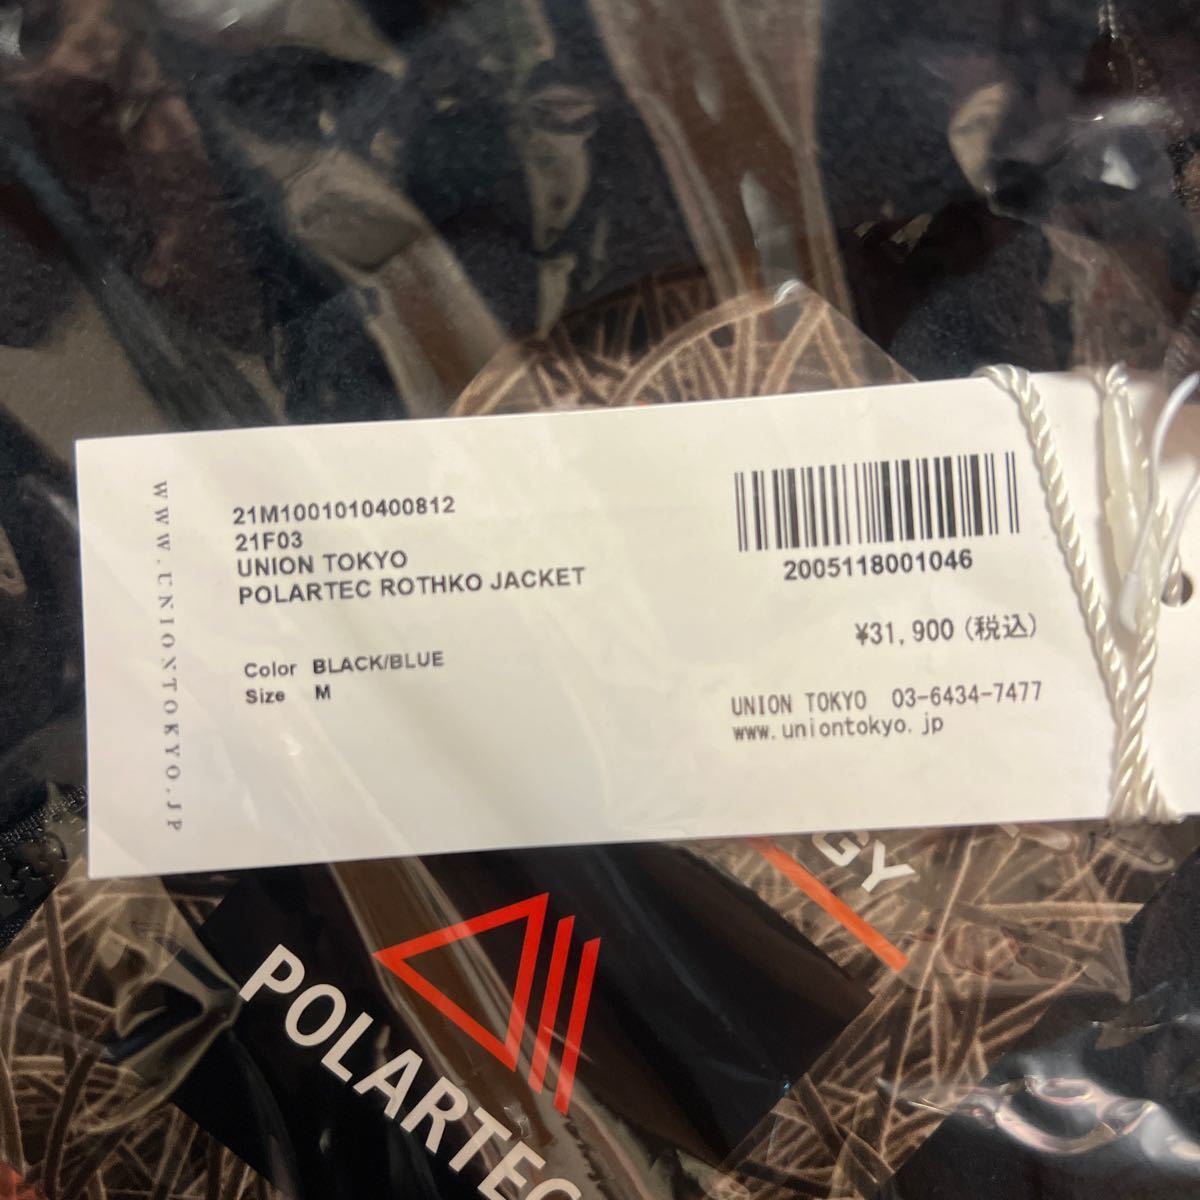 WWW.UNIONTOKYO.JP
21M1001010400812
21F03
UNION TOKYO
POLARTEC ROTHKO JACKET
Color BLACK/BLUE
Size M
2005118001046
¥31,900(税込)
UNION TOKYO 03-6434-7477
www.uniontokyo.jp
GY
POLARTEC